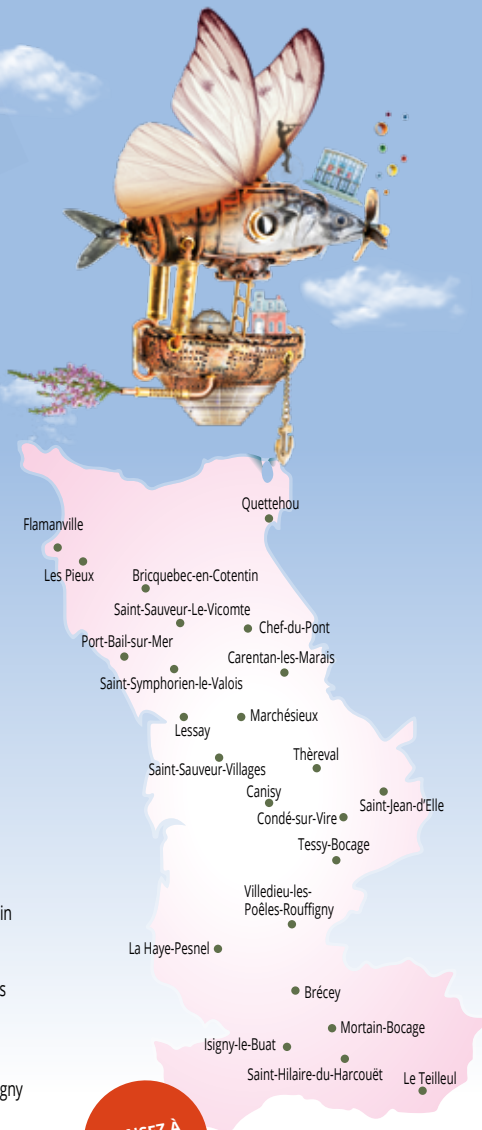 Quettehou
Flamanville
Les Pieux
Bricquebec-en-Cotentin
Saint-Sauveur-Le-Vicomte
Chef-du-Pont
Port-Bail-sur-Mer
Carentan-les-Marais
Saint-Symphorien-le-Valois
Marchésieux
Lessay
Thèreval
Saint-Sauveur-Villages
Canisy
Saint-Jean-d'Elle
Condé-sur-Vire
Tessy-Bocage
Villedieu-les-
Poêles-Rouffigny
in
La Haye-Pesnel
s
Brécey
Mortain-Bocage
Isigny-le-Buat
Saint-Hilaire-du-Harcouët
Le Teilleul
gny